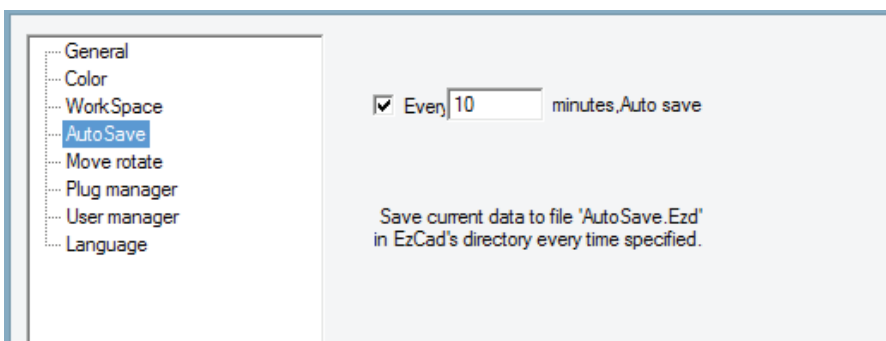 General
Color
WorkSpace
AutoSave
Move rotate
Plug manager
User manager
Language
Every 10 minutes,Auto save
Save current data to file 'AutoSave.Ezd'
in EzCad's directory every time specified.